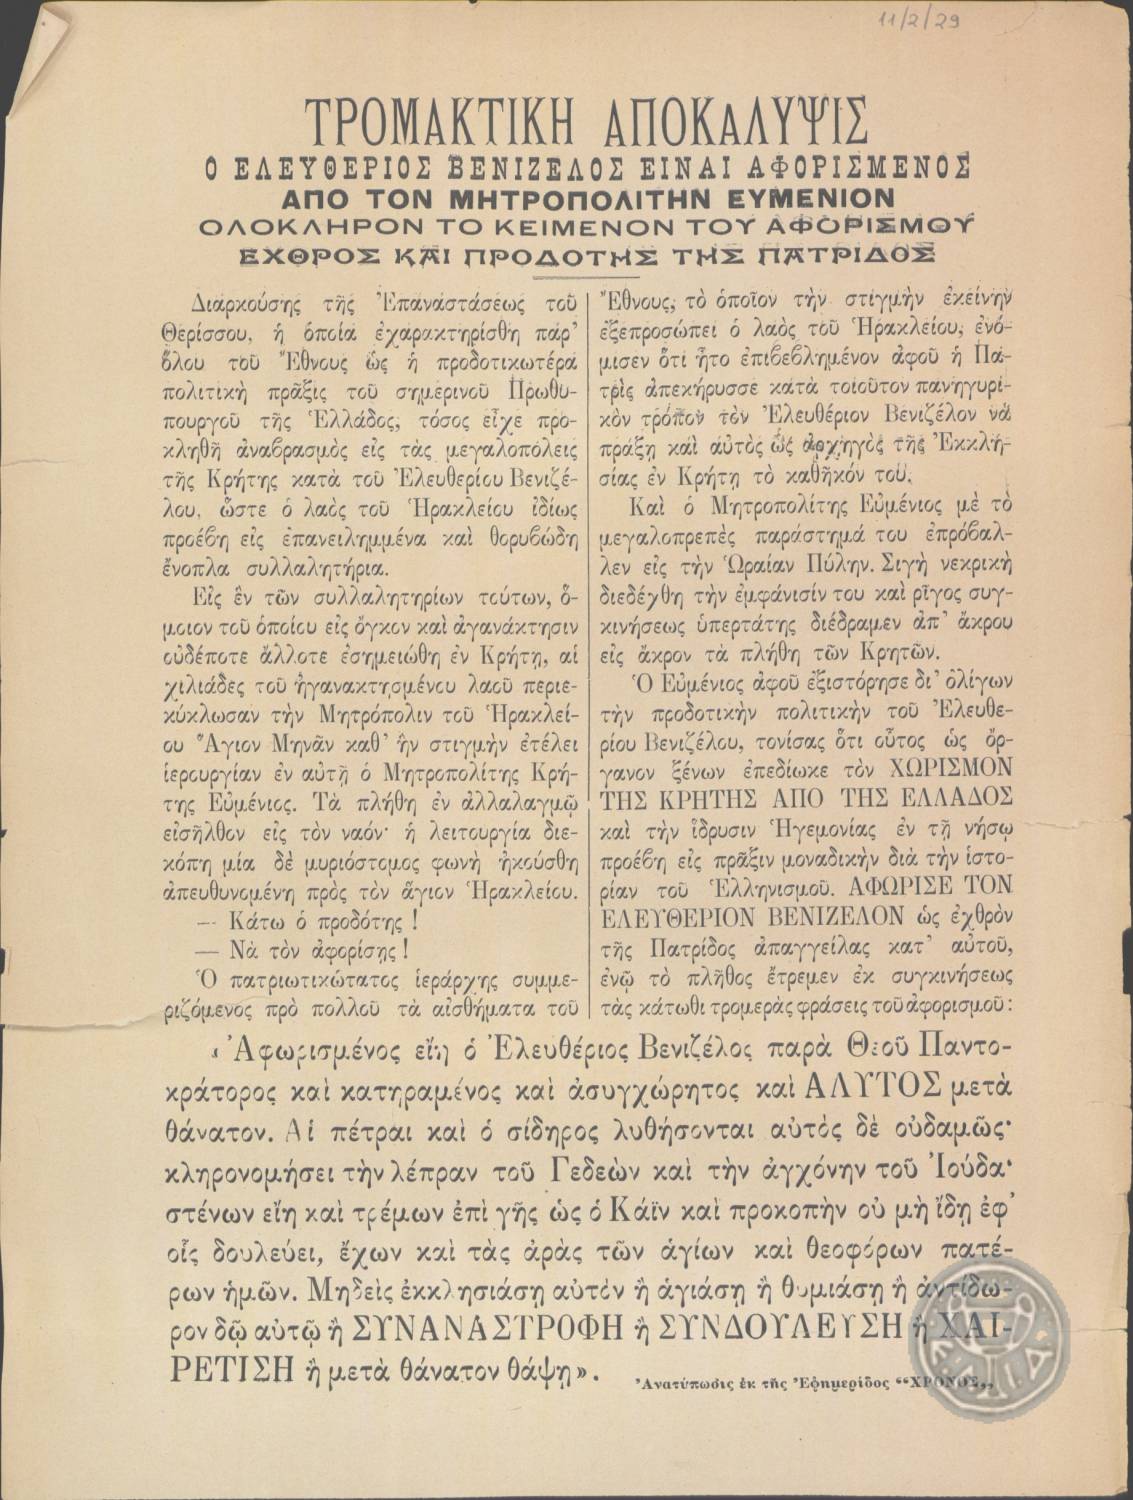 11/2/29
ΤΡΟΜΑΚΤΙΚΗ ΑΠΟΚΑΛΥΨΙΣ
Ο ΕΛΕΥΘΕΡΙΟΣ ΒΕΝΙΖΕΛΟΣ ΕΙΝΑΙ ΑΦΟΡΙΣΜΕΝΟΣ
ΑΠΟ ΤΟΝ ΜΗΤΡΟΠΟΛΙΤΗΝ ΕΥΜΕΝΙΟΝ
ΟΛΟΚΛΗΡΟΝ ΤΟ ΚΕΙΜΕΝΟΝ ΤΟΥ ΑΦΟΡΙΣΜΟΥ
ΕΧΘΡΟΣ ΚΑΙ ΠΡΟΔΟΤΗΣ ΤΗΣ ΠΑΤΡΙΔΟΣ
Διαρκούσης τῆς Ἐπαναστάσεως τοῦ
Θερίσσου, ἡ ὁποία ἐχαρακτηρίσθη παρ'
ὅλου τοῦ Ἔθνους ὡς ἡ προδοτικωτέρα
πολιτικὴ πρᾶξις τοῦ σημερινοῦ Πρωθυ-
πουργοῦ τῆς Ἑλλάδος, τόσος εἶχε προ-
κληθῆ ἀναβρασμὸς εἰς τὰς μεγαλοπόλεις
τῆς Κρήτης κατὰ τοῦ Ἐλευθερίου Βενιζέ-
λου, ὥστε ὁ λαὸς τοῦ Ἡρακλείου ἰδίως
προέβη εἰς ἐπανειλημμένα καὶ θορυβώδη
ἔνοπλα συλλαλητήρια.
Εἰς ἓν τῶν συλλαλητηρίων τούτων, ὅ-
μοιον τοῦ ὁποίου εἰς ὄγκον καὶ ἀγανάκτησιν
οὐδέποτε ἄλλοτε ἐσημειώθη ἐν Κρήτῃ, αἱ
χιλιάδες τοῦ ἠγανακτησμένου λαοῦ περιε-
κύκλωσαν τὴν Μητρόπολιν τοῦ Ἡρακλεί-
ου Ἅγιον Μηνᾶν καθ' ἣν στιγμὴν ἐτέλει
ἱερουργίαν ἐν αὐτῇ ὁ Μητροπολίτης Κρή-
της Εὐμένιος. Τὰ πλήθη ἐν ἀλλαλαγμῷ
εἰσῆλθον εἰς τὸν ναόν· ἡ λειτουργία διε-
κόπη μία δὲ μυριόστομος φωνὴ ἠκούσθη
ἀπευθυνομένη πρὸς τὸν ἅγιον Ἡρακλείου.
— Κάτω ὁ προδότης!
— Νὰ τὸν ἀφορίσῃς!
Ὁ πατριωτικώτατος ἱεράρχης συμμε-
ριζόμενος πρὸ πολλοῦ τὰ αἰσθήματα τοῦ
Ἔθνους, τὸ ὁποῖον τὴν στιγμὴν ἐκείνην
ἐξεπροσώπει ὁ λαὸς τοῦ Ἡρακλείου, ἐνό-
μισεν ὅτι ἦτο ἐπιβεβλημένον ἀφοῦ ἡ Πα-
τρὶς ἀπεκήρυσσε κατὰ τοιοῦτον πανηγυρι-
κὸν τρόπον τὸν Ἐλευθέριον Βενιζέλον νὰ
πράξῃ καὶ αὐτὸς ὡς ἀρχηγὸς τῆς Ἐκκλη-
σίας ἐν Κρήτῃ τὸ καθῆκόν του.
Καὶ ὁ Μητροπολίτης Εὐμένιος μὲ τὸ
μεγαλοπρεπὲς παράστημά του ἐπρόβαλ-
λεν εἰς τὴν Ὡραίαν Πύλην. Σιγὴ νεκρικὴ
διεδέχθη τὴν ἐμφάνισίν του καὶ ρῖγος συγ-
κινήσεως ὑπερτάτης διέδραμεν ἀπ' ἄκρου
εἰς ἄκρον τὰ πλήθη τῶν Κρητῶν.
Ὁ Εὐμένιος ἀφοῦ ἐξιστόρησε δι' ὀλίγων
τὴν προδοτικὴν πολιτικὴν τοῦ Ἐλευθε-
ρίου Βενιζέλου, τονίσας ὅτι οὗτος ὡς ὄρ-
γανον ξένων ἐπεδίωκε τὸν ΧΩΡΙΣΜΟΝ
ΤΗΣ ΚΡΗΤΗΣ ΑΠΟ ΤΗΣ ΕΛΛΑΔΟΣ
καὶ τὴν ἵδρυσιν Ἡγεμονίας ἐν τῇ νήσῳ
προέβη εἰς πρᾶξιν μοναδικὴν διὰ τὴν ἱστο-
ρίαν τοῦ Ἑλληνισμοῦ. ΑΦΩΡΙΣΕ ΤΟΝ
ΕΛΕΥΘΕΡΙΟΝ ΒΕΝΙΖΕΛΟΝ ὡς ἐχθρὸν
τῆς Πατρίδος ἀπαγγείλας κατ' αὐτοῦ,
ἐνῷ τὸ πλῆθος ἔτρεμεν ἐκ συγκινήσεως
τὰς κάτωθι τρομερὰς φράσεις τοῦ ἀφορισμοῦ:
«Ἀφωρισμένος εἴη ὁ Ἐλευθέριος Βενιζέλος παρὰ Θεοῦ Παντο-
κράτορος καὶ κατηραμένος καὶ ἀσυγχώρητος καὶ ΑΛΥΤΟΣ μετὰ
θάνατον. Αἱ πέτραι καὶ ὁ σίδηρος λυθήσονται αὐτὸς δὲ οὐδαμῶς·
κληρονομήσει τὴν λέπραν τοῦ Γεδεὼν καὶ τὴν ἀγχόνην τοῦ Ἰούδα·
στένων εἴη καὶ τρέμων ἐπὶ γῆς ὡς ὁ Κάϊν καὶ προκοπὴν οὐ μὴ ἴδῃ ἐφ'
οἷς δουλεύει, ἔχων καὶ τὰς ἀρὰς τῶν ἁγίων καὶ θεοφόρων πατέ-
ρων ἡμῶν. Μηδεὶς ἐκκλησιάσῃ αὐτὸν ἢ ἁγιάσῃ ἢ θυμιάσῃ ἢ ἀντίδω-
ρον δῷ αὐτῷ ἢ ΣΥΝΑΝΑΣΤΡΟΦΗ ἢ ΣΥΝΔΟΥΛΕΥΣΗ ἢ ΧΑΙ-
ΡΕΤΙΣΗ ἢ μετὰ θάνατον θάψῃ».
Ἀνατύπωσις ἐκ τῆς Ἐφημερίδος "ΧΡΟΝΟΣ„
Ε.Λ.Ι.Α